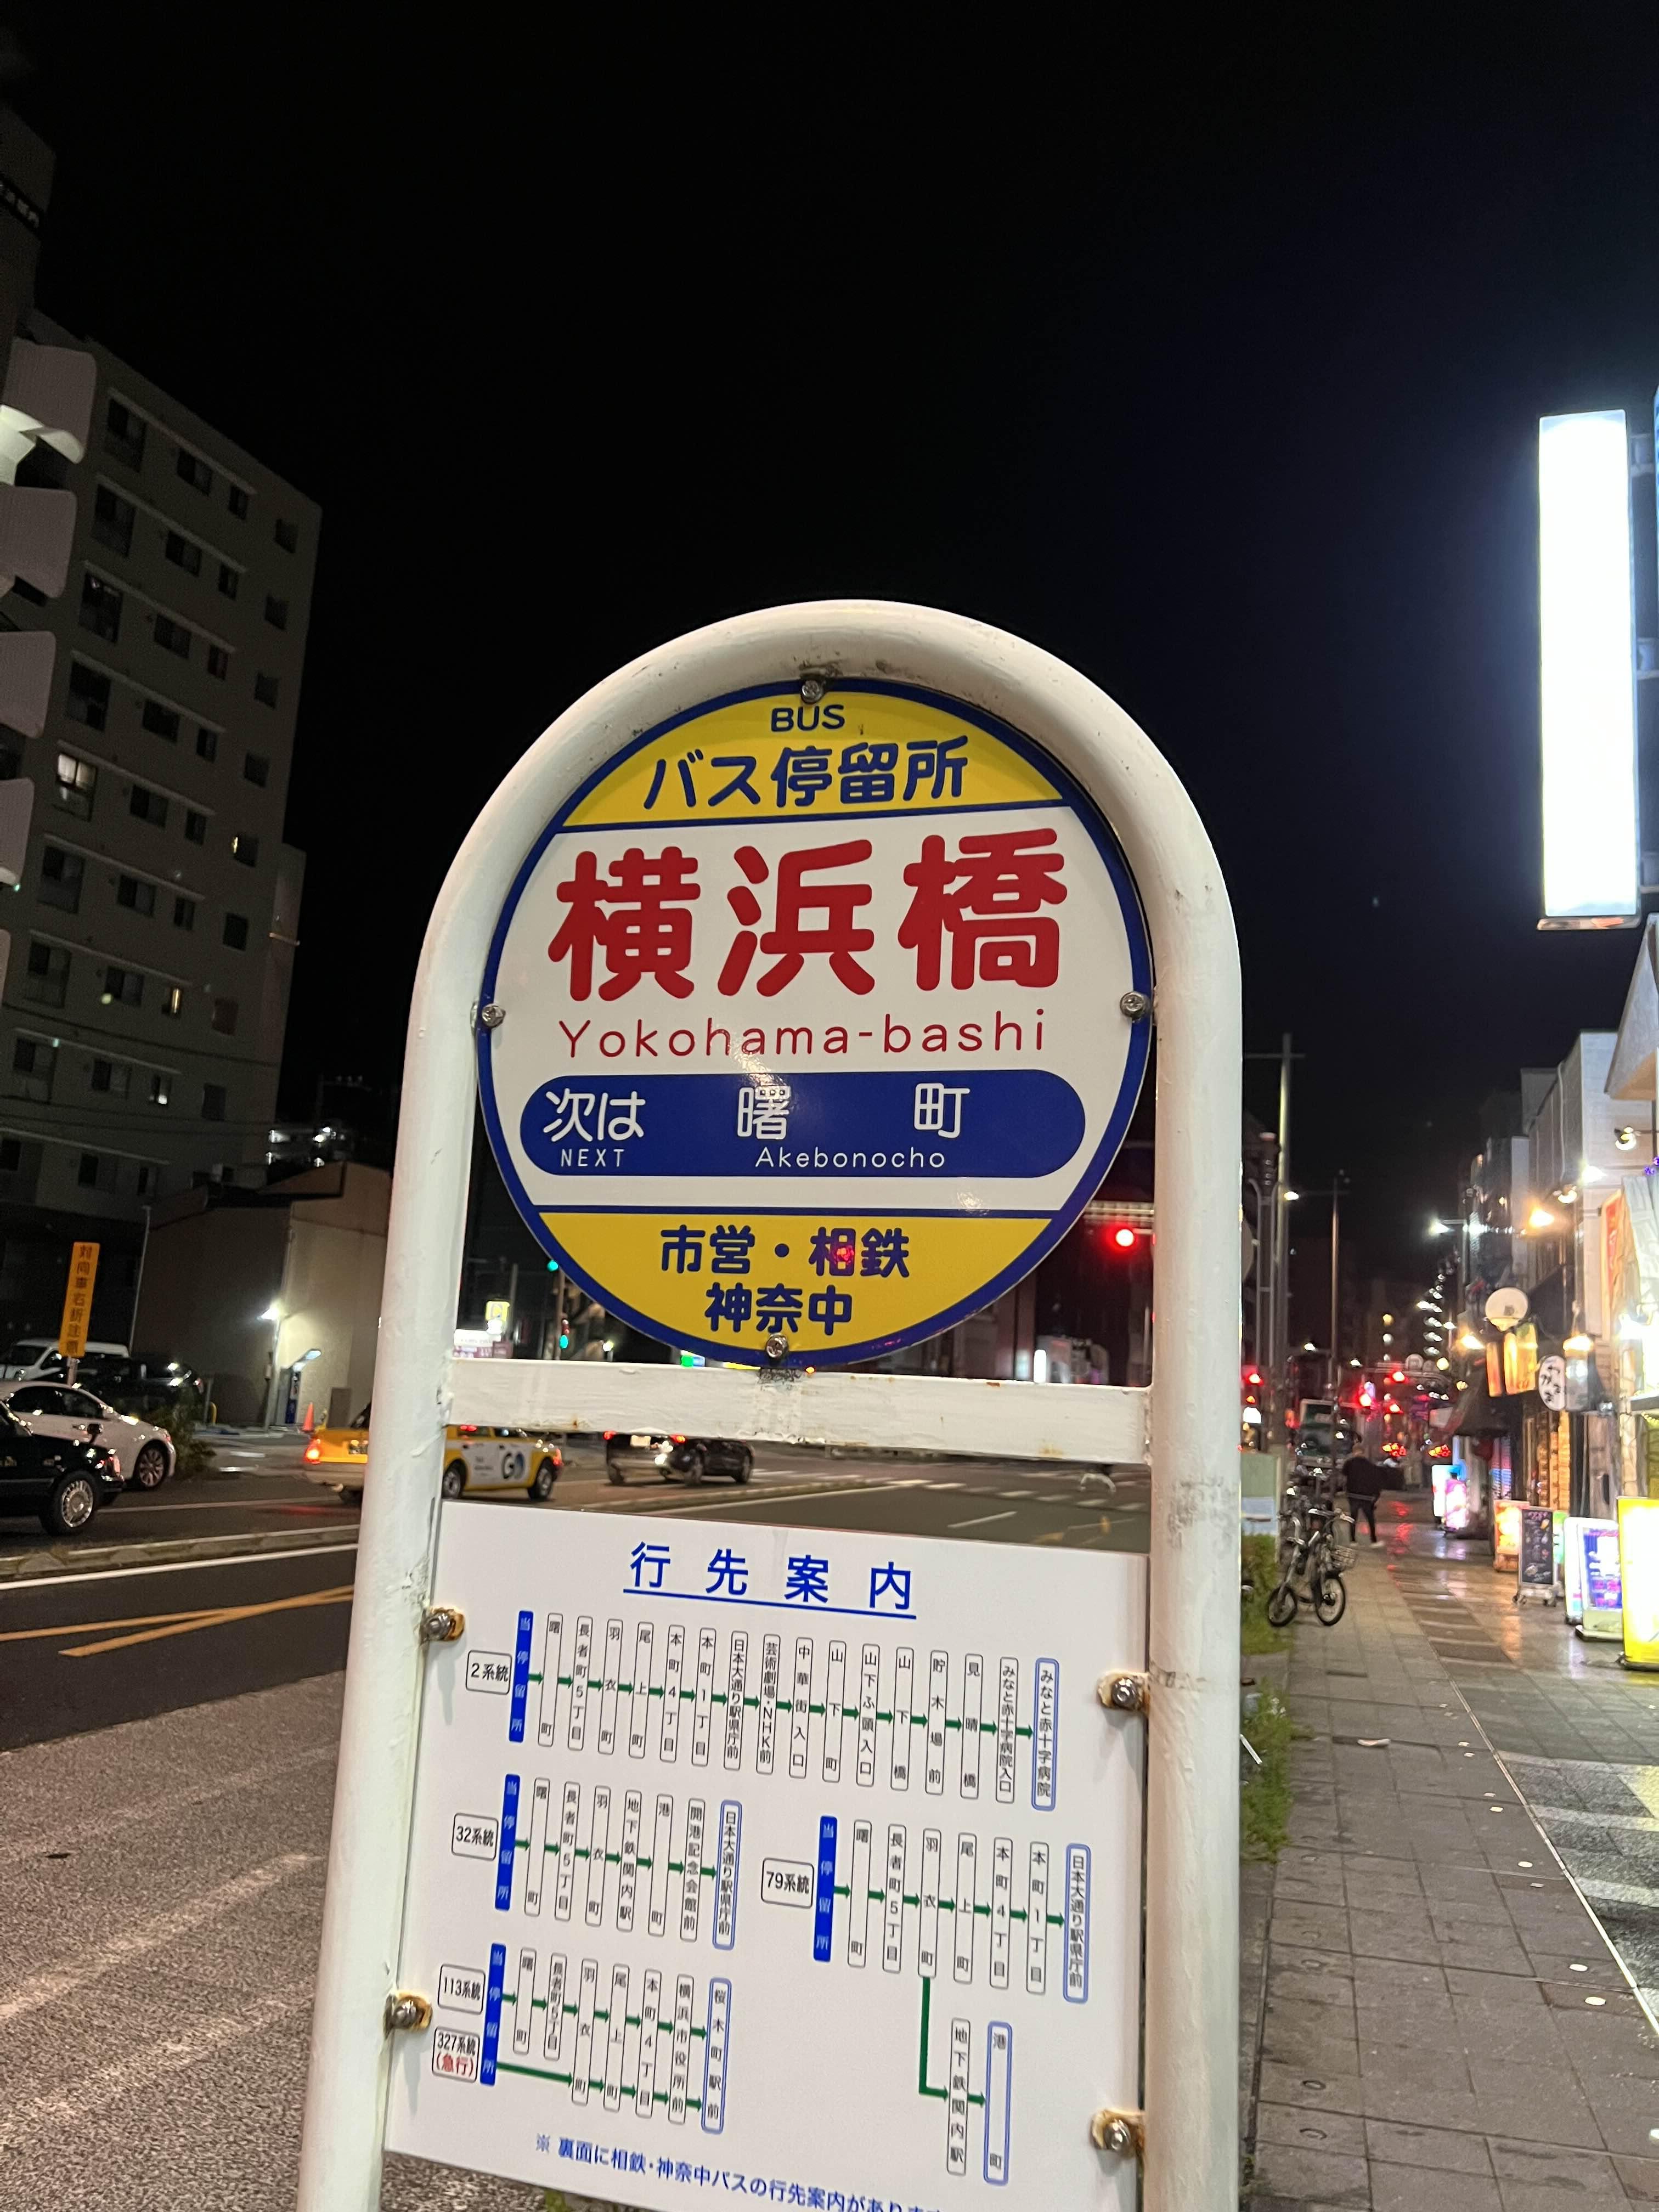 BUS
バス停留所
横浜橋
Yokohama-bashi
次は 曙町
NEXT Akebonocho
市営・相鉄
神奈中
対向車右折注意
行先案内
2系統 当停留所 曙町 長者町5丁目 羽衣町 尾上町 本町4丁目 本町1丁目 日本大通り駅県庁前 芸術劇場・NHK前 中華街入口 山下町 山下ふ頭入口 山下橋 貯木場前 見晴橋 みなと赤十字病院入口 みなと赤十字病院
32系統 当停留所 曙町 長者町5丁目 羽衣町 地下鉄関内駅 港町 開港記念会館前 日本大通り駅県庁前
79系統 当停留所 曙町 長者町5丁目 羽衣町 尾上町 本町4丁目 本町1丁目 日本大通り駅県庁前
地下鉄関内駅 港町
113系統 当停留所 曙町 長者町5丁目 羽衣町 尾上町 本町4丁目 横浜市役所前 桜木町駅前
327系統
(急行)
※裏面に相鉄・神奈中バスの行先案内があります